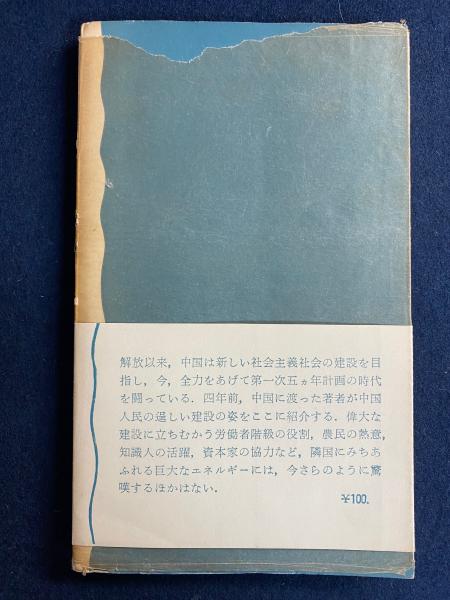 解放以来，中国は新しい社会主義社会の建設を目
指し，今，全力をあげて第一次五ヵ年計画の時代
を闘っている．四年前，中国に渡った著者が中国
人民の逞しい建設の姿をここに紹介する．偉大な
建設に立ちむかう労働者階級の役割，農民の熱意，
知識人の活躍，資本家の協力など，隣国にみちあ
ふれる巨大なエネルギーには，今さらのように驚
嘆するほかはない．
¥100.